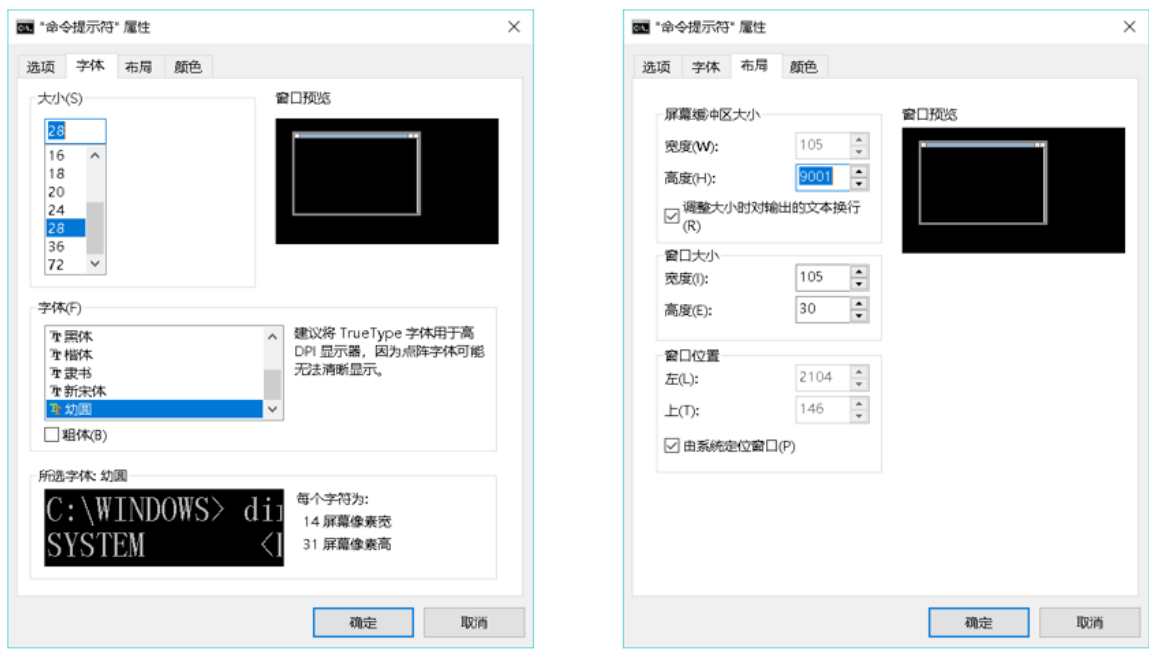 "命令提示符" 属性
选项 字体 布局 颜色
大小(S)
28
16
18
20
24
28
36
72
窗口预览
字体(F)
黑体
楷体
隶书
新宋体
幼圆
粗体(B)
建议将 TrueType 字体用于高
DPI 显示器，因为点阵字体可能
无法清晰显示。
所选字体: 幼圆
C:\WINDOWS> di
SYSTEM <
每个字符为:
14 屏幕像素宽
31 屏幕像素高
确定 取消
"命令提示符" 属性
选项 字体 布局 颜色
屏幕缓冲区大小
宽度(W): 105
高度(H): 9001
调整大小时对输出的文本换行
(R)
窗口预览
窗口大小
宽度(I): 105
高度(E): 30
窗口位置
左(L): 2104
上(T): 146
由系统定位窗口(P)
确定 取消